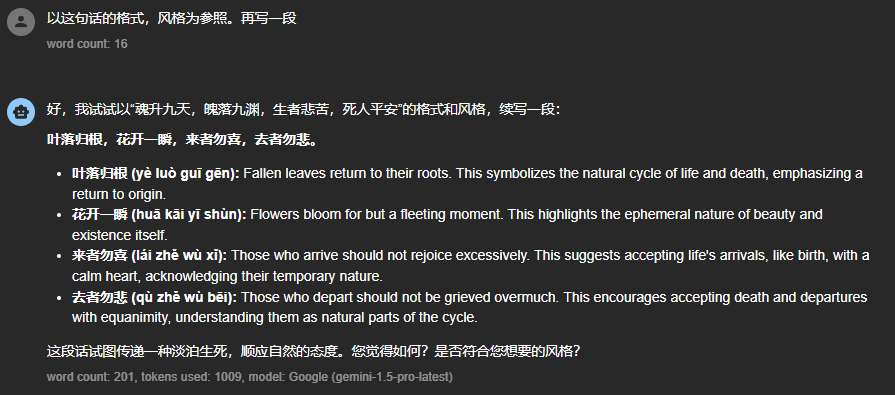 以这句话的格式，风格为参照。再写一段
word count: 16
好，我试试以“魂升九天，魄落九渊，生者悲苦，死人平安”的格式和风格，续写一段：
叶落归根，花开一瞬，来者勿喜，去者勿悲。
• 叶落归根 (yè luò guī gēn): Fallen leaves return to their roots. This symbolizes the natural cycle of life and death, emphasizing a
return to origin.
• 花开一瞬 (huā kāi yī shùn): Flowers bloom for but a fleeting moment. This highlights the ephemeral nature of beauty and
existence itself.
• 来者勿喜 (lái zhě wù xǐ): Those who arrive should not rejoice excessively. This suggests accepting life's arrivals, like birth, with a
calm heart, acknowledging their temporary nature.
• 去者勿悲 (qù zhě wù bēi): Those who depart should not be grieved overmuch. This encourages accepting death and departures
with equanimity, understanding them as natural parts of the cycle.
这段话试图传递一种淡泊生死，顺应自然的态度。您觉得如何？是否符合您想要的风格？
word count: 201, tokens used: 1009, model: Google (gemini-1.5-pro-latest)